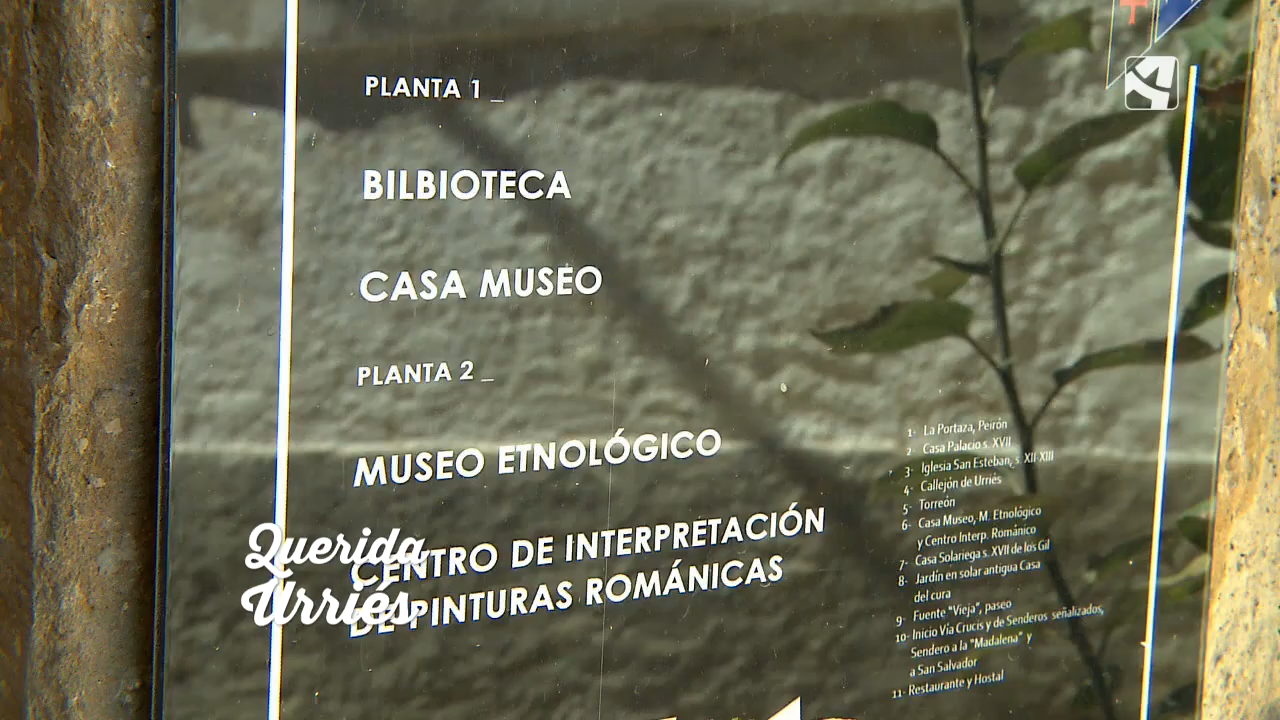 PLANTA 1 _
BILBIOTECA
CASA MUSEO
PLANTA 2 _
MUSEO ETNOLÓGICO
CENTRO DE INTERPRETACIÓN
DE PINTURAS ROMÁNICAS
1- La Portaza, Peirón
2- Casa Palacio s. XVII
3- Iglesia San Esteban, s. XII-XIII
4- Callejón de Urriés
5- Torreón
6- Casa Museo, M. Etnológico
y Centro Interp. Románico
7- Casa Solariega s. XVII de los Gil
8- Jardín en solar antigua Casa
del cura
9- Fuente "Vieja", paseo
10- Inicio Vía Crucis y de Senderos señalizados,
Sendero a la "Madalena" y
a San Salvador
11- Restaurante y Hostal
Querida
Urriés